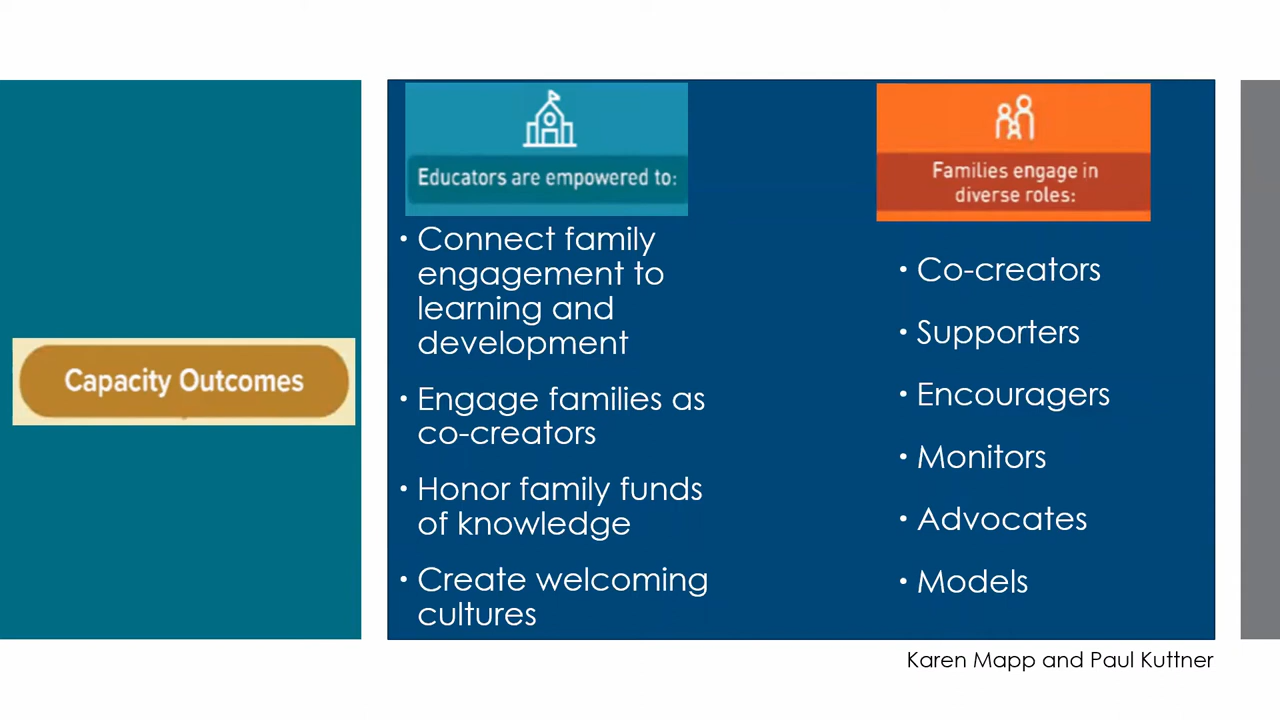 Capacity Outcomes
Educators are empowered to:
• Connect family
engagement to
learning and
development
• Engage families as
co-creators
• Honor family funds
of knowledge
• Create welcoming
cultures
Families engage in
diverse roles:
• Co-creators
• Supporters
• Encouragers
• Monitors
• Advocates
• Models
Karen Mapp and Paul Kuttner